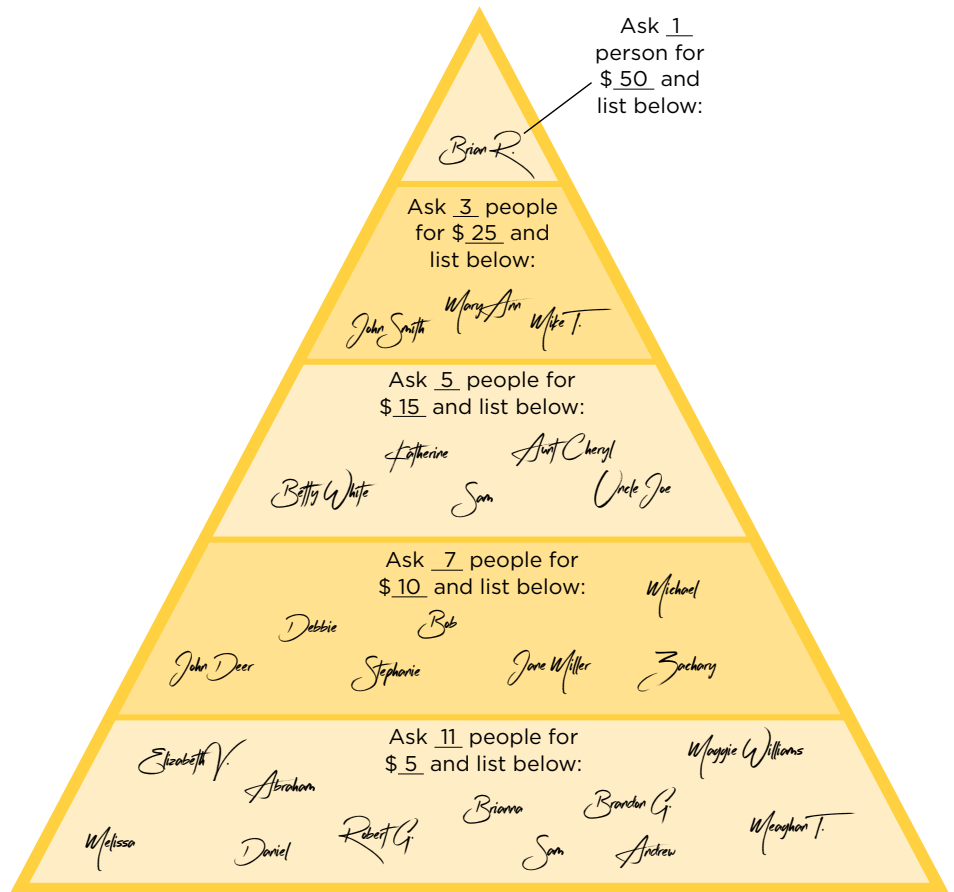 Ask 1
person for
$ 50 and
list below:
Brian R.
Ask 3 people
for $ 25 and
list below:
John Smith
Mary Ann
Mike T.
Ask 5 people for
$ 15 and list below:
Katherine
Aunt Cheryl
Betty White
Sam
Uncle Joe
Ask 7 people for
$ 10 and list below:
Michael
Debbie
Bob
John Deer
Stephanie
Jane Miller
Zachary
Ask 11 people for
$ 5 and list below:
Elizabeth V.
Maggie Williams
Abraham
Brianna
Brandon G.
Melissa
Daniel
Robert G.
Sam
Andrew
Meaghan T.